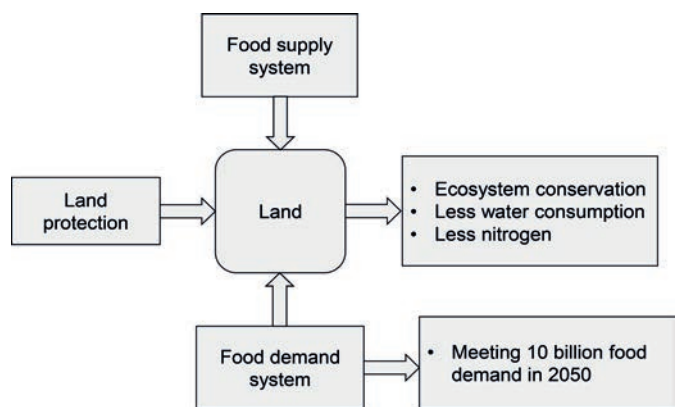 Food supply
system
Land
protection
Land
• Ecosystem conservation
• Less water consumption
• Less nitrogen
Food demand
system
• Meeting 10 billion food
demand in 2050